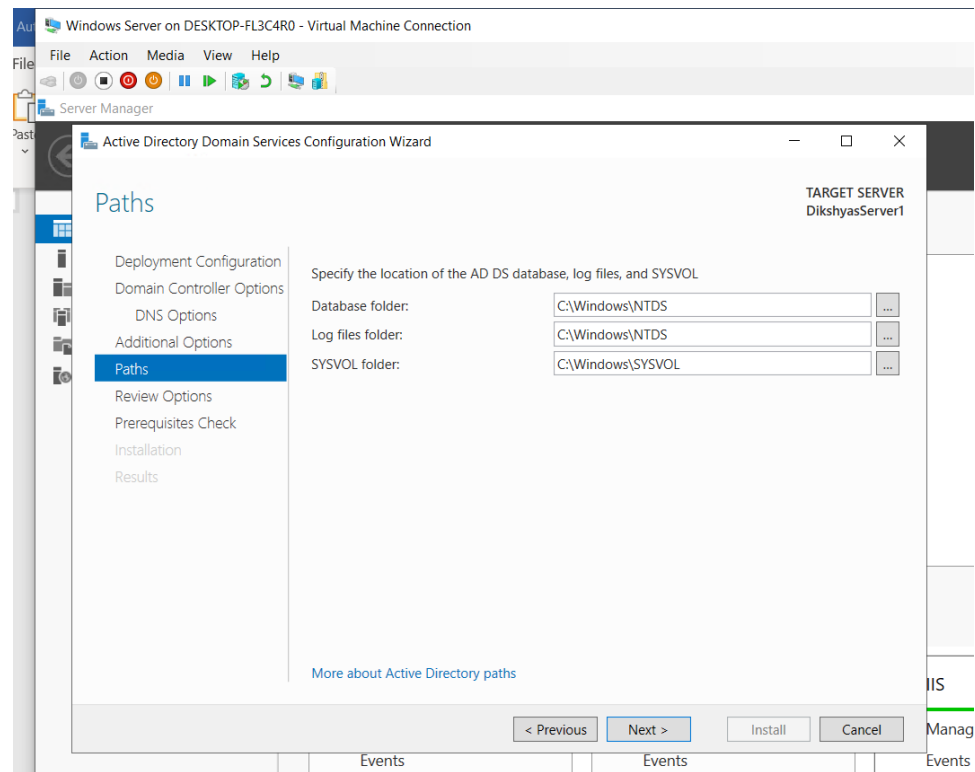 Windows Server on DESKTOP-FL3C4R0 - Virtual Machine Connection
File
File Action Media View Help
Server Manager
Active Directory Domain Services Configuration Wizard
Paths
TARGET SERVER
DikshyasServer1
Deployment Configuration
Domain Controller Options
DNS Options
Additional Options
Paths
Review Options
Prerequisites Check
Installation
Results
Specify the location of the AD DS database, log files, and SYSVOL
Database folder: C:\Windows\NTDS ...
Log files folder: C:\Windows\NTDS ...
SYSVOL folder: C:\Windows\SYSVOL ...
More about Active Directory paths
< Previous Next > Install Cancel
IIS
Manag
Events Events Events